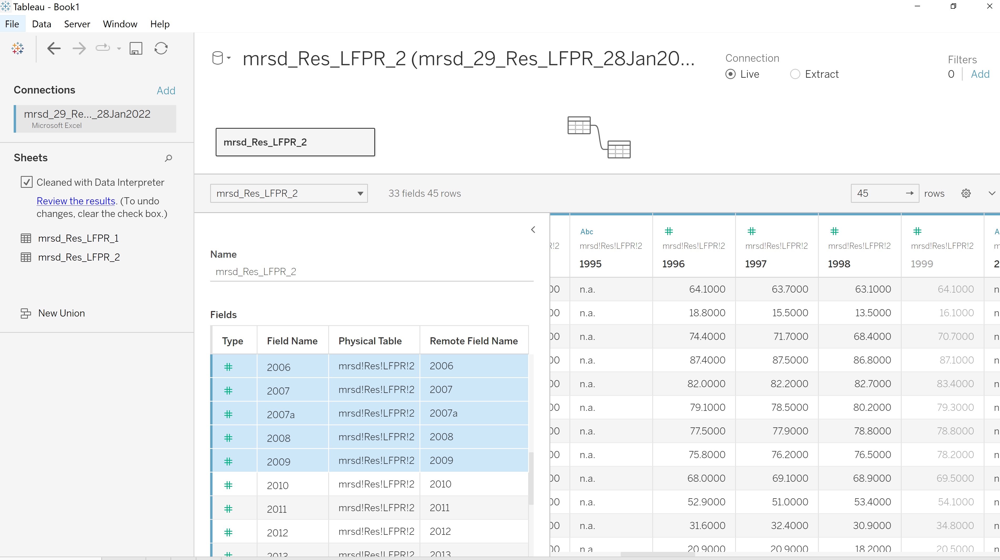 Tableau - Book1
File Data Server Window Help
Connections Add
mrsd_29_Re..._28Jan2022
Microsoft Excel
Sheets
Cleaned with Data Interpreter
Review the results. (To undo
changes, clear the check box.)
mrsd_Res_LFPR_1
mrsd_Res_LFPR_2
New Union
mrsd_Res_LFPR_2 (mrsd_29_Res_LFPR_28Jan20...
Connection
Live Extract
Filters
0 Add
mrsd_Res_LFPR_2
mrsd_Res_LFPR_2 33 fields 45 rows 45 rows
Name
mrsd_Res_LFPR_2
Fields
Type Field Name Physical Table Remote Field Name
2006 mrsd!Res!LFPR!2 2006
2007 mrsd!Res!LFPR!2 2007
2007a mrsd!Res!LFPR!2 2007a
2008 mrsd!Res!LFPR!2 2008
2009 mrsd!Res!LFPR!2 2009
2010 mrsd!Res!LFPR!2 2010
2011 mrsd!Res!LFPR!2 2011
2012 mrsd!Res!LFPR!2 2012
2013 mrsd!Res!LFPR!2 2013
Abc
mrsd!Res!LFPR!2 mrsd!Res!LFPR!2 mrsd!Res!LFPR!2 mrsd!Res!LFPR!2 mrsd!Res!LFPR!2
1995 1996 1997 1998 1999
n.a. 64.1000 63.7000 63.1000 64.1000
n.a. 18.8000 15.5000 13.5000 16.1000
n.a. 74.4000 71.7000 68.4000 70.7000
n.a. 87.4000 87.5000 86.8000 87.1000
n.a. 82.0000 82.2000 82.7000 83.4000
n.a. 79.1000 78.5000 80.2000 79.3000
n.a. 77.5000 77.9000 78.8000 78.8000
n.a. 75.8000 76.2000 76.5000 78.2000
n.a. 68.0000 69.1000 68.9000 69.5000
n.a. 52.9000 51.0000 53.4000 54.1000
n.a. 31.6000 32.4000 30.9000 34.8000
n.a. 20.9000 20.9000 18.2000 20.5000